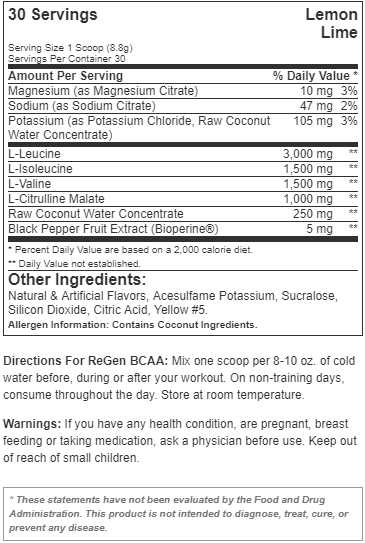 30 Servings Lemon
Lime
Serving Size 1 Scoop (8.8g)
Servings Per Container 30
Amount Per Serving % Daily Value *
Magnesium (as Magnesium Citrate) 10 mg 3%
Sodium (as Sodium Citrate) 47 mg 2%
Potassium (as Potassium Chloride, Raw Coconut 105 mg 3%
Water Concentrate)
L-Leucine 3,000 mg **
L-Isoleucine 1,500 mg **
L-Valine 1,500 mg **
L-Citrulline Malate 1,000 mg **
Raw Coconut Water Concentrate 250 mg **
Black Pepper Fruit Extract (Bioperine®) 5 mg **
* Percent Daily Value are based on a 2,000 calorie diet.
** Daily Value not established.
Other Ingredients:
Natural & Artificial Flavors, Acesulfame Potassium, Sucralose,
Silicon Dioxide, Citric Acid, Yellow #5.
Allergen Information: Contains Coconut Ingredients.
Directions For ReGen BCAA: Mix one scoop per 8-10 oz. of cold
water before, during or after your workout. On non-training days,
consume throughout the day. Store at room temperature.
Warnings: If you have any health condition, are pregnant, breast
feeding or taking medication, ask a physician before use. Keep out
of reach of small children.
* These statements have not been evaluated by the Food and Drug
Administration. This product is not intended to diagnose, treat, cure, or
prevent any disease.